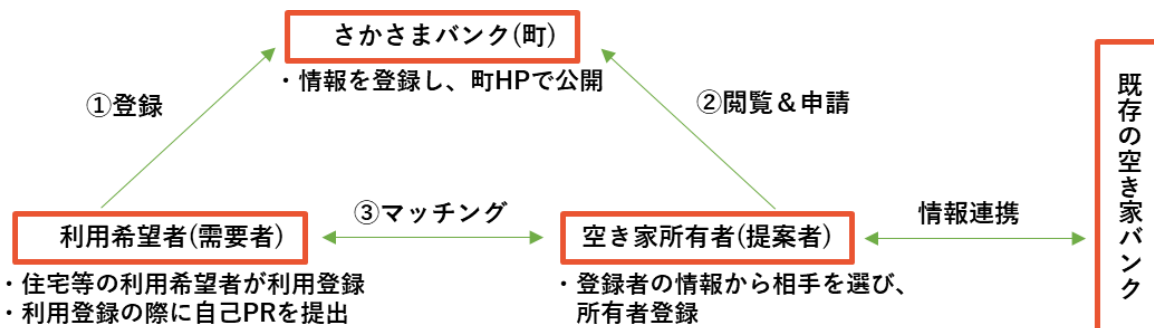 さかさまバンク(町)
・情報を登録し、町HPで公開
①登録
②閲覧＆申請
既存の空き家バンク
利用希望者(需要者)
③マッチング
空き家所有者(提案者)
情報連携
・住宅等の利用希望者が利用登録
・利用登録の際に自己PRを提出
・登録者の情報から相手を選び、
所有者登録